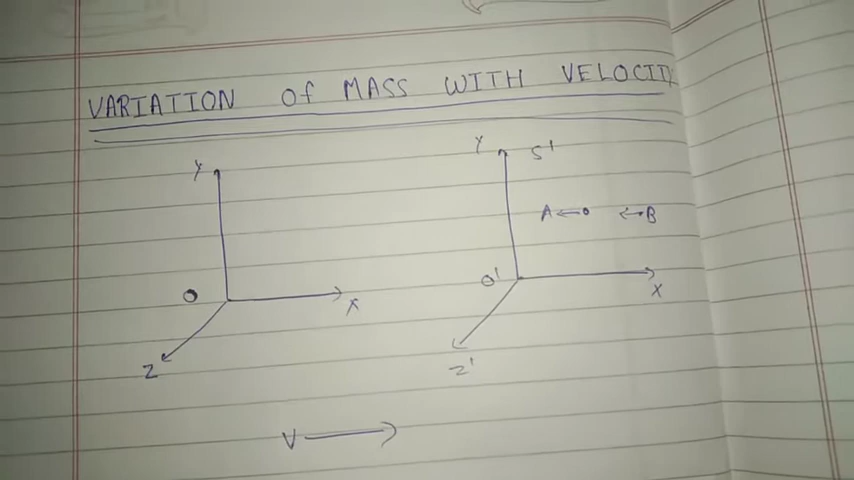 VARIATION Of MASS WITH VELOCIT
Y Y S'
A B
O O' X X
Z Z'
V